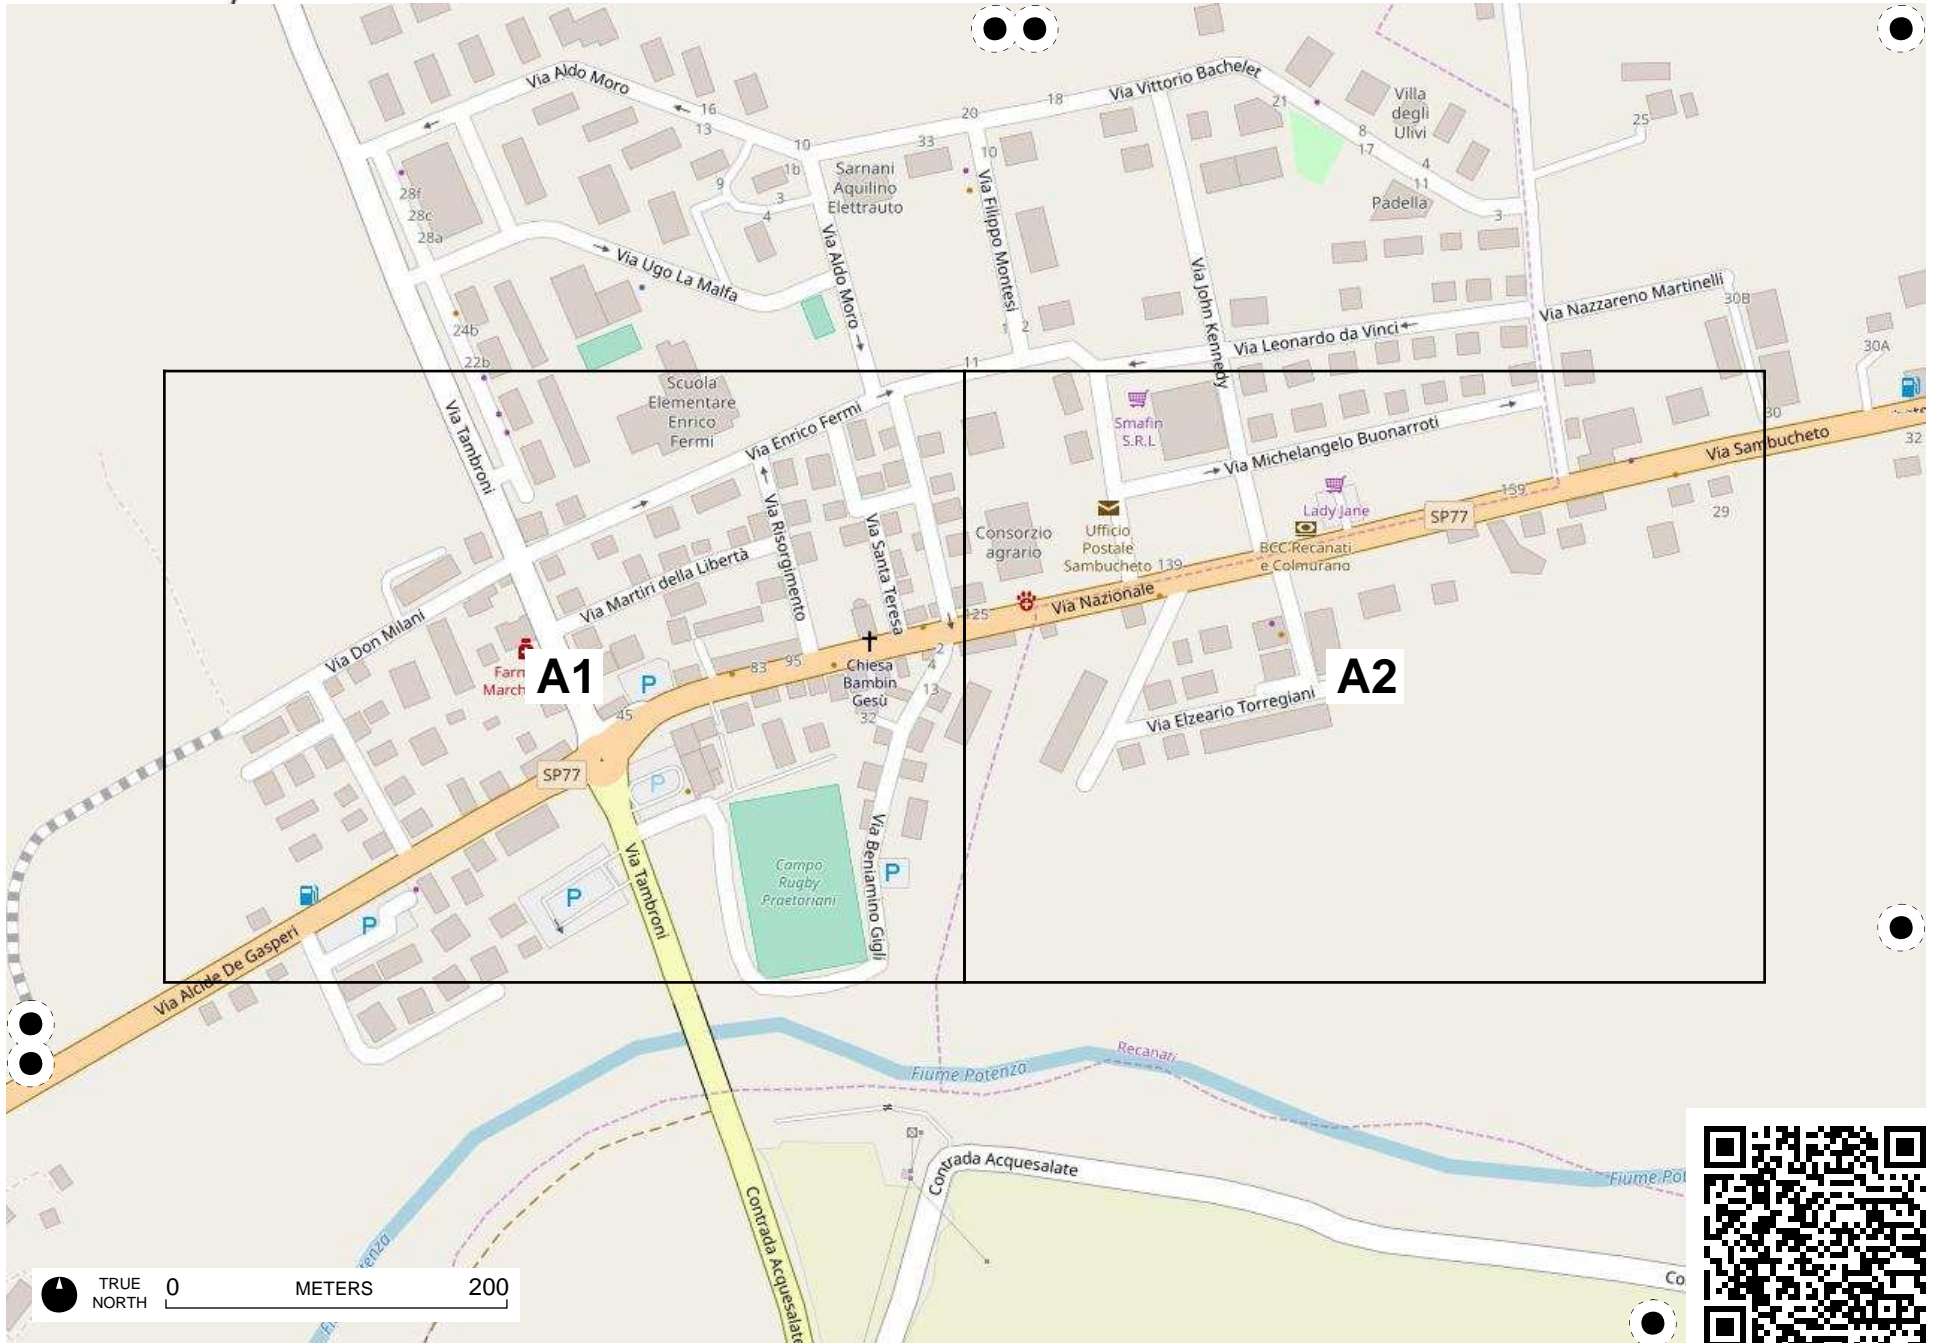 Via Aldo Moro
16
13
10
20
18
Via Vittorio Bachelet
21
Villa
degli
Ulivi
8
17
4
11
25
33
10
1b
9
3
4
Sarnani
Aquilino
Elettrauto
Padella
3
28f
28c
28a
Via Ugo La Malfa
Via Aldo Moro
Via Filippo Montesi
Via John Kennedy
Via Nazzareno Martinelli
30B
30A
24b
22b
2
11
Via Leonardo da Vinci
Scuola
Elementare
Enrico
Fermi
Via Enrico Fermi
Via Tambroni
Smafin
S.R.L
Via Michelangelo Buonarroti
30
Via Sambucheto
32
29
Via Risorgimento
Via Santa Teresa
Consorzio
agrario
Ufficio
Postale
Sambucheto
139
Lady Jane
BCC Recanati
e Colmurano
159
SP77
Via Martiri della Libertà
Via Don Milani
Via Nazionale
125
A1
A2
P
45
83
95
Chiesa
Bambin
Gesù
32
2
4
13
Via Elzeario Torregiani
SP77
P
Campo
Rugby
Praetoriani
Via Beniamino Gigli
P
P
P
Via Tambroni
Via Alcide De Gasperi
Recanati
Fiume Potenza
Contrada Acquesalate
Contrada Acquesalate
TRUE
NORTH
0
METERS
200